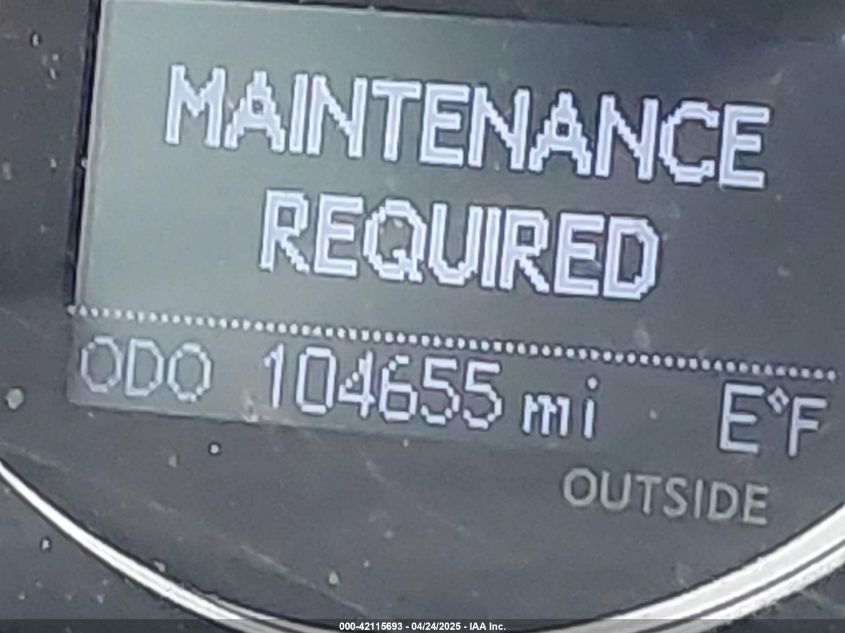 MAINTENANCE
REQUIRED
ODO 104655 mi E°F
OUTSIDE
000-42115693 - 04/24/2025 - IAA Inc.